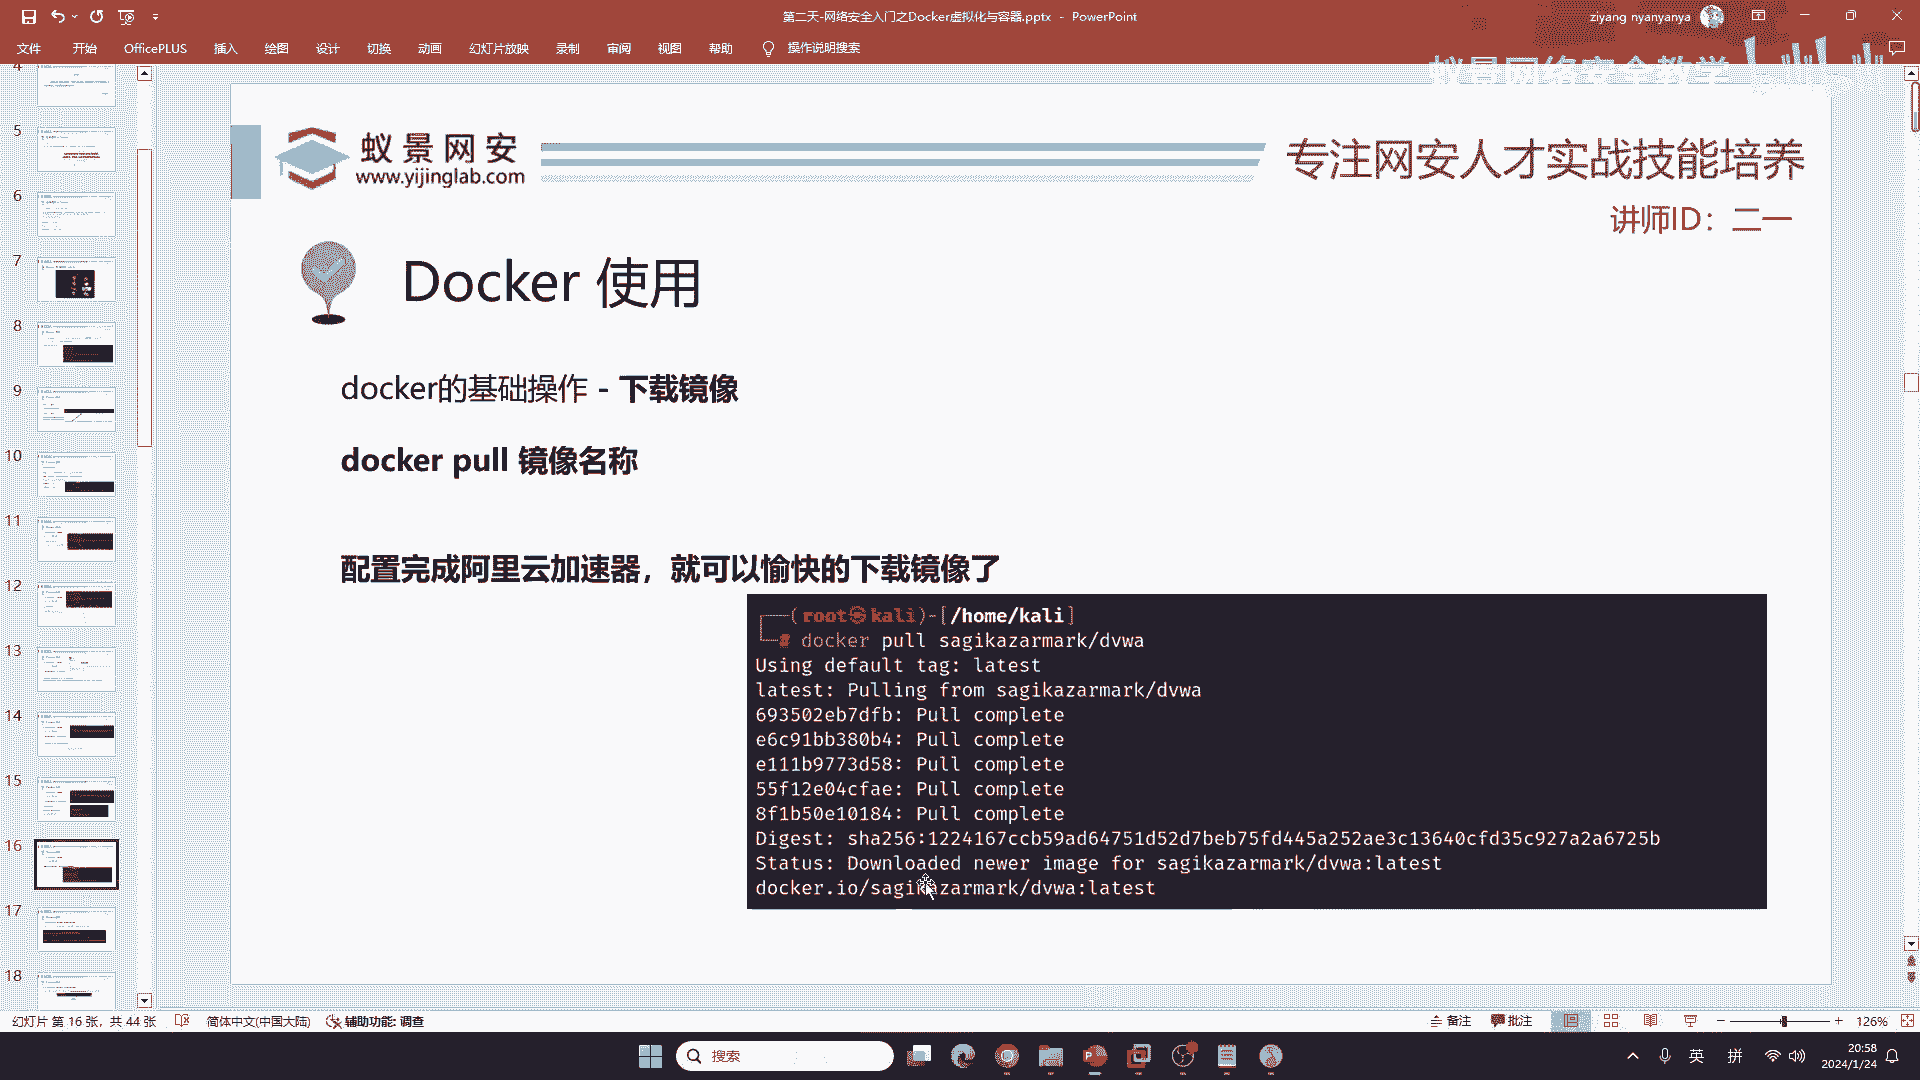 第二天-网络安全入门之Docker虚拟化与容器.pptx - PowerPoint
ziyang nyanyanya
文件 开始 OfficePLUS 插入 绘图 设计 切换 动画 幻灯片放映 录制 审阅 视图 帮助 操作说明搜索
蚁景网络安全教学 bilibili
4
5
6
7
8
9
10
11
12
13
14
15
16
17
18
蚁景网安
www.yijinglab.com
专注网安人才实战技能培养
讲师ID：二一
Docker 使用
docker的基础操作 - 下载镜像
docker pull 镜像名称
配置完成阿里云加速器，就可以愉快的下载镜像了
┌──(root㉿kali)-[/home/kali]
└─# docker pull sagikazarmark/dvwa
Using default tag: latest
latest: Pulling from sagikazarmark/dvwa
693502eb7dfb: Pull complete
e6c91bb380b4: Pull complete
e111b9773d58: Pull complete
55f12e04cfae: Pull complete
8f1b50e10184: Pull complete
Digest: sha256:1224167ccb59ad64751d52d7beb75fd445a252ae3c13640cfd35c927a2a6725b
Status: Downloaded newer image for sagikazarmark/dvwa:latest
docker.io/sagikazarmark/dvwa:latest
幻灯片 第 16 张，共 44 张 简体中文(中国大陆) 辅助功能: 调查 备注 批注 126%
搜索
英 拼
20:58
2024/1/24